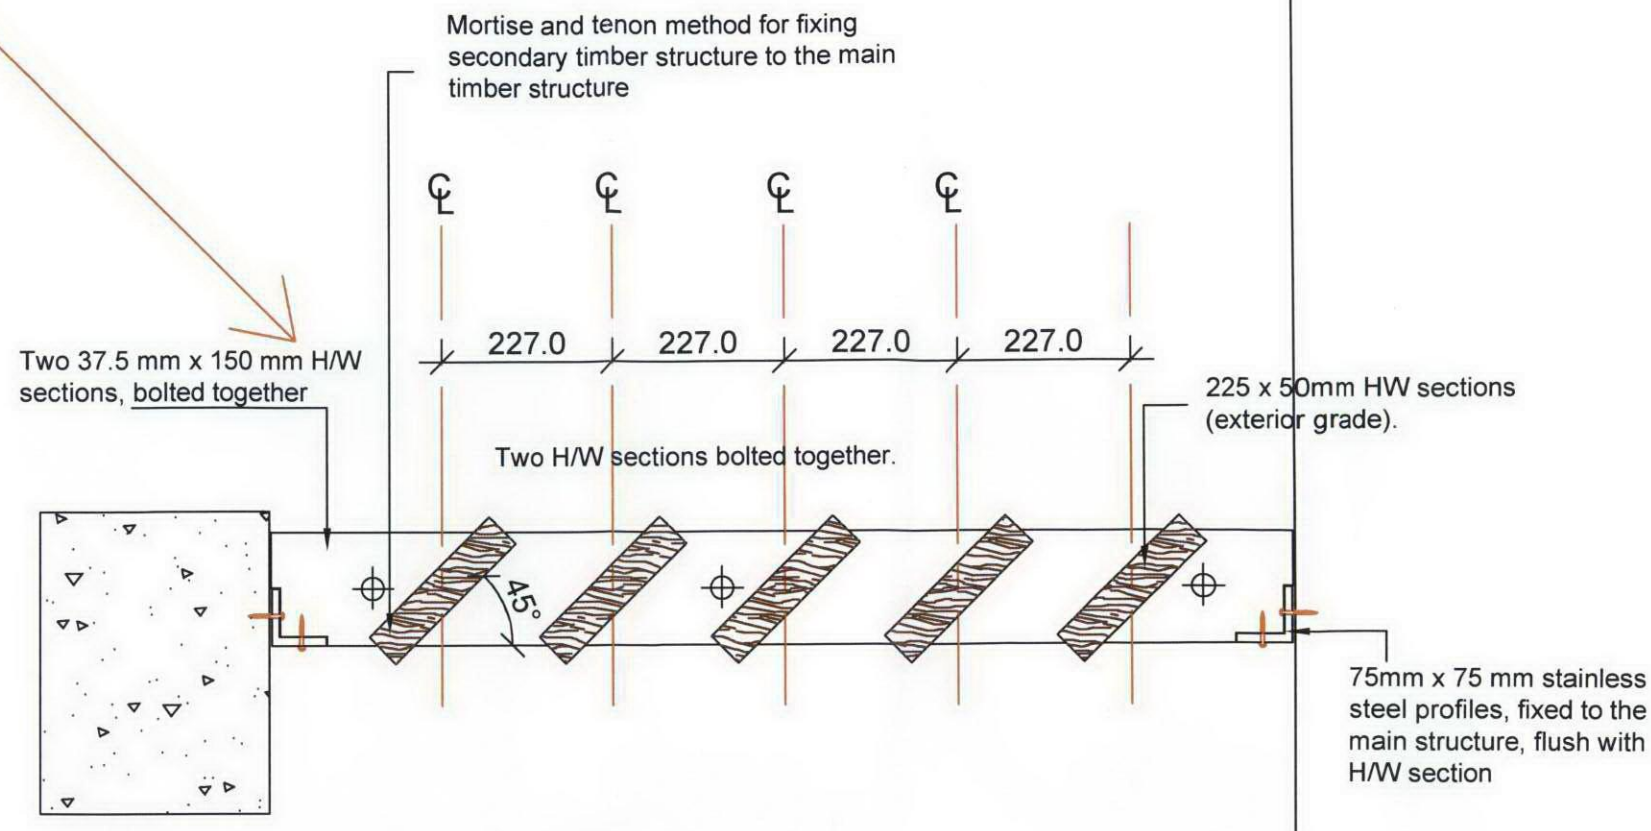 Mortise and tenon method for fixing
secondary timber structure to the main
timber structure
℄ ℄ ℄ ℄
227.0 227.0 227.0 227.0
Two 37.5 mm x 150 mm H/W
sections, bolted together
225 x 50mm HW sections
(exterior grade).
Two H/W sections bolted together.
45°
75mm x 75 mm stainless
steel profiles, fixed to the
main structure, flush with
H/W section